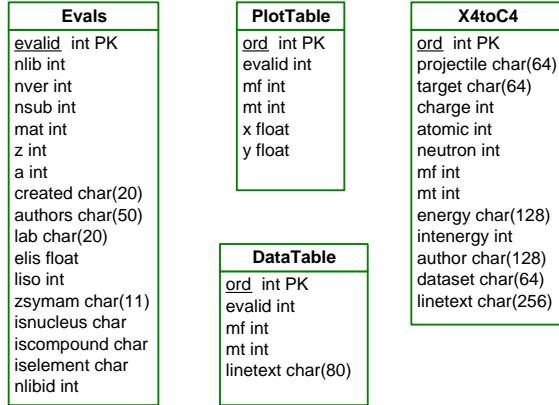 Evals
evalid int PK
nlib int
nver int
nsub int
mat int
z int
a int
created char(20)
authors char(50)
lab char(20)
elis float
liso int
zsymam char(11)
isnucleus char
iscompound char
iselement char
nlibid int
PlotTable
ord int PK
evalid int
mf int
mt int
x float
y float
DataTable
ord int PK
evalid int
mf int
mt int
linetext char(80)
X4toC4
ord int PK
projectile char(64)
target char(64)
charge int
atomic int
neutron int
mf int
mt int
energy char(128)
intenergy int
author char(128)
dataset char(64)
linetext char(256)